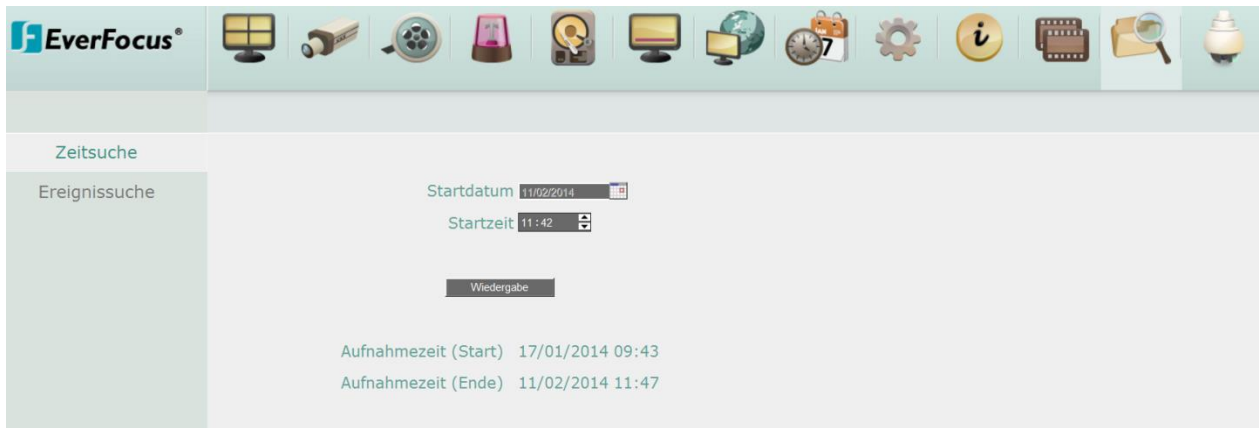 EverFocus®
7
i
Zeitsuche
Ereignissuche
Startdatum 11/02/2014
Startzeit 11:42
Wiedergabe
Aufnahmezeit (Start) 17/01/2014 09:43
Aufnahmezeit (Ende) 11/02/2014 11:47